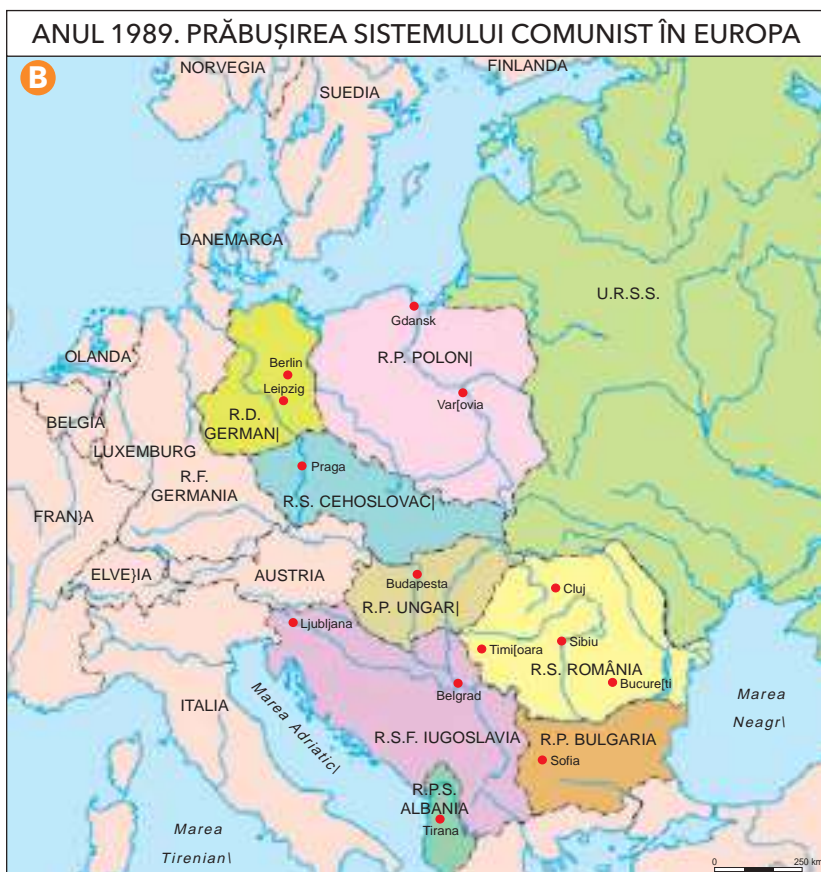 ANUL 1989. PRĂBUȘIREA SISTEMULUI COMUNIST ÎN EUROPA
B
NORVEGIA
FINLANDA
SUEDIA
DANEMARCA
U.R.S.S.
Gdansk
OLANDA
R.P. POLON|
Berlin
Leipzig
Var[ovia
R.D.
GERMAN|
BELGIA
LUXEMBURG
Praga
R.F.
GERMANIA
R.S. CEHOSLOVAC|
FRAN}A
ELVE}IA
AUSTRIA
Budapesta
R.P. UNGAR|
Cluj
Ljubljana
Timi[oara
Sibiu
R.S. ROMÂNIA
Bucure[ti
Belgrad
ITALIA
Marea Adriatic\
Marea
Neagr\
R.S.F. IUGOSLAVIA
R.P. BULGARIA
Sofia
R.P.S.
ALBANIA
Tirana
Marea
Tirenian\
0 250 km